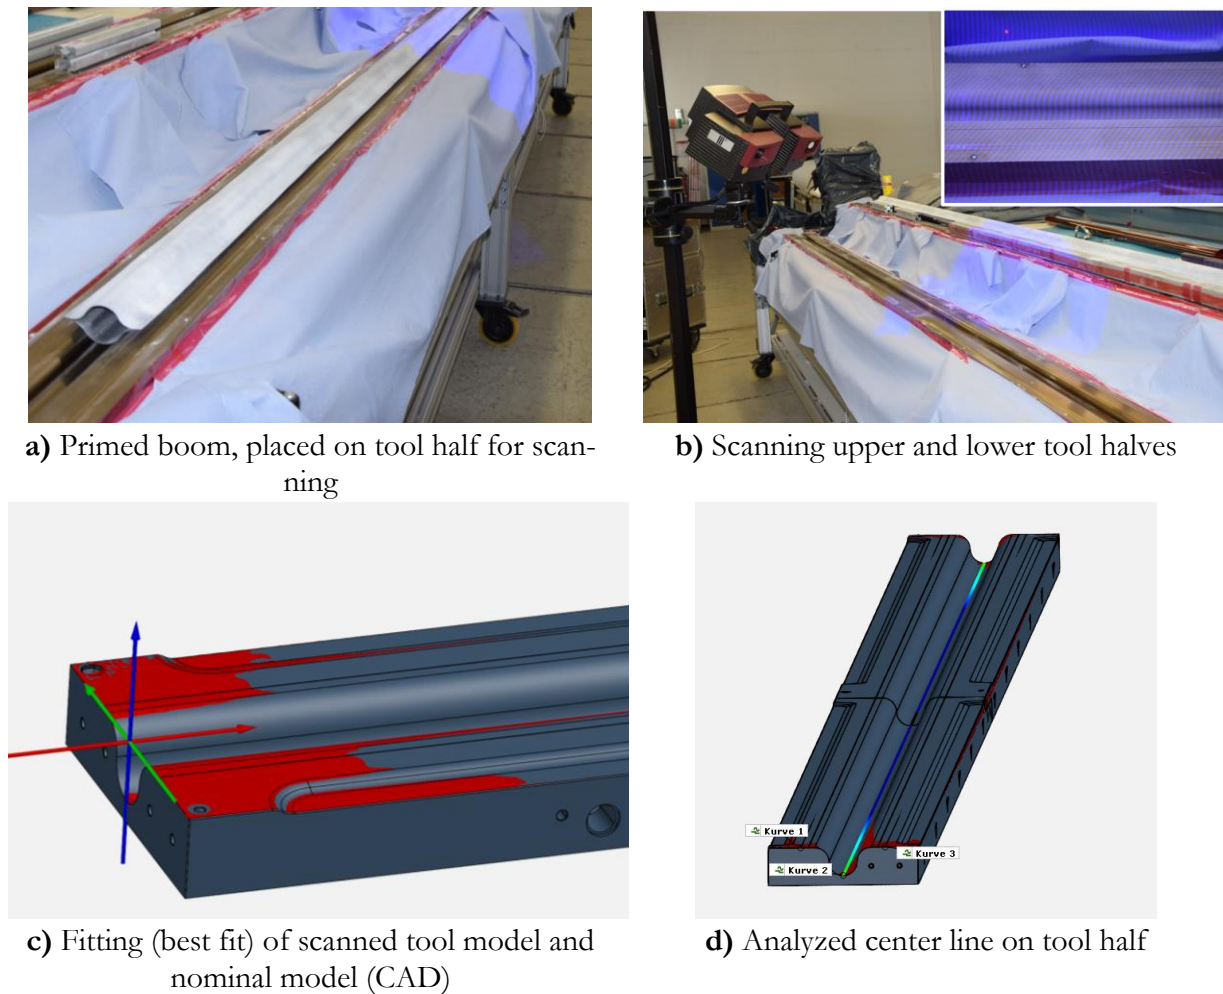 a) Primed boom, placed on tool half for scan-
ning
b) Scanning upper and lower tool halves
Kurve 1
Kurve 2
Kurve 3
c) Fitting (best fit) of scanned tool model and
nominal model (CAD)
d) Analyzed center line on tool half